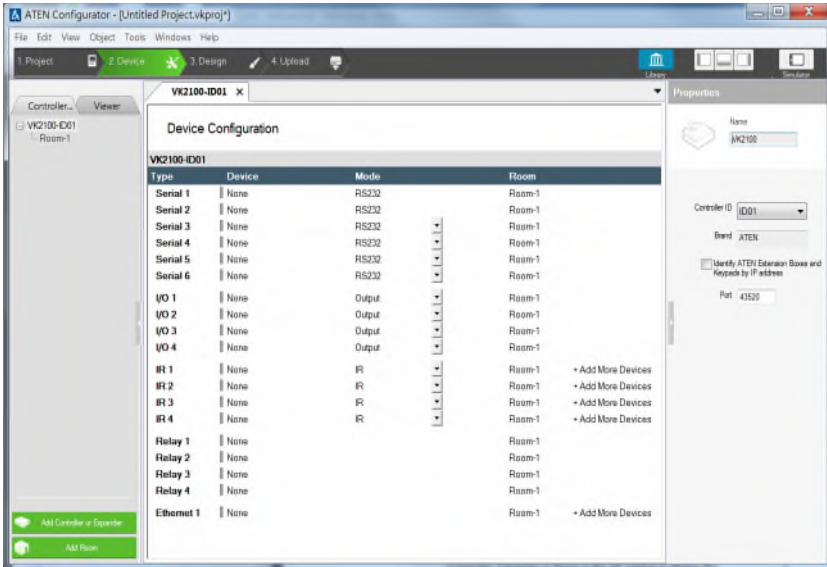 ATEN Configurator - [Untitled Project.vkproj*]
File Edit View Object Tools Windows Help
1. Project 2. Device 3. Design 4. Upload Library Simulator
Controller... Viewer
VK2100-ID01
Room-1
Add Controller or Expander
Add Room
VK2100-ID01 ×
Device Configuration
VK2100-ID01
Type Device Mode Room
Serial 1 None RS232 Room-1
Serial 2 None RS232 Room-1
Serial 3 None RS232 Room-1
Serial 4 None RS232 Room-1
Serial 5 None RS232 Room-1
Serial 6 None RS232 Room-1
I/O 1 None Output Room-1
I/O 2 None Output Room-1
I/O 3 None Output Room-1
I/O 4 None Output Room-1
IR 1 None IR Room-1 + Add More Devices
IR 2 None IR Room-1 + Add More Devices
IR 3 None IR Room-1 + Add More Devices
IR 4 None IR Room-1 + Add More Devices
Relay 1 None Room-1
Relay 2 None Room-1
Relay 3 None Room-1
Relay 4 None Room-1
Ethernet 1 None Room-1 + Add More Devices
Properties
Name
VK2100
Controller ID ID01
Brand ATEN
Identify ATEN Extension Boxes and
Keypads by IP address
Port 43520